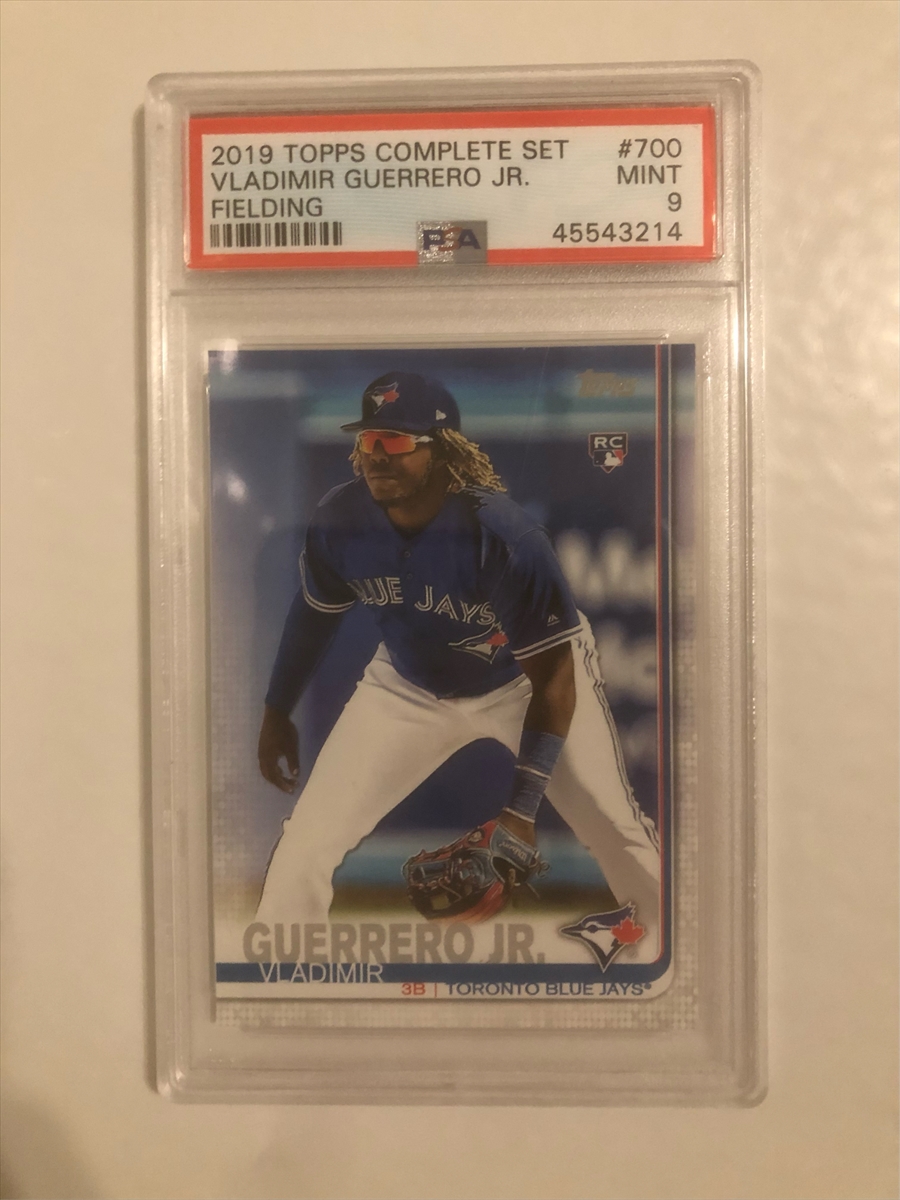 2019 TOPPS COMPLETE SET #700
VLADIMIR GUERRERO JR. MINT
FIELDING 9
PSA 45543214
Topps
RC
BLUE JAYS
GUERRERO JR.
VLADIMIR
3B | TORONTO BLUE JAYS®